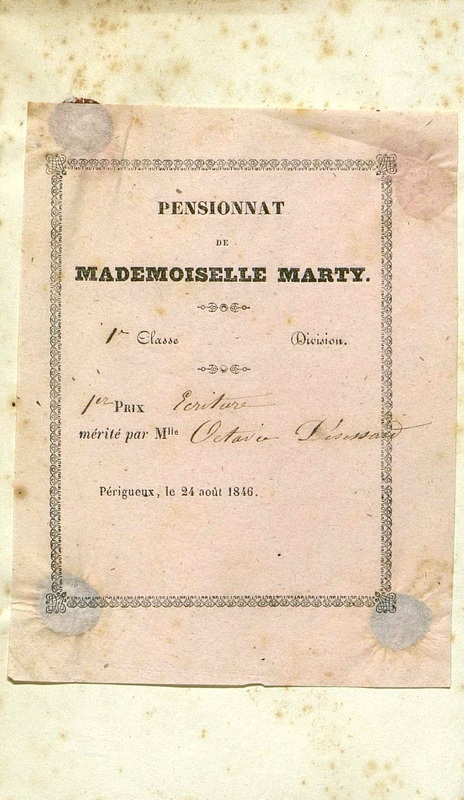 PENSIONNAT
DE
MADEMOISELLE MARTY.
1re Classe Division.
1er PRIX Ecriture
mérité par Mlle Octavie
Périgueux, le 24 août 1846.